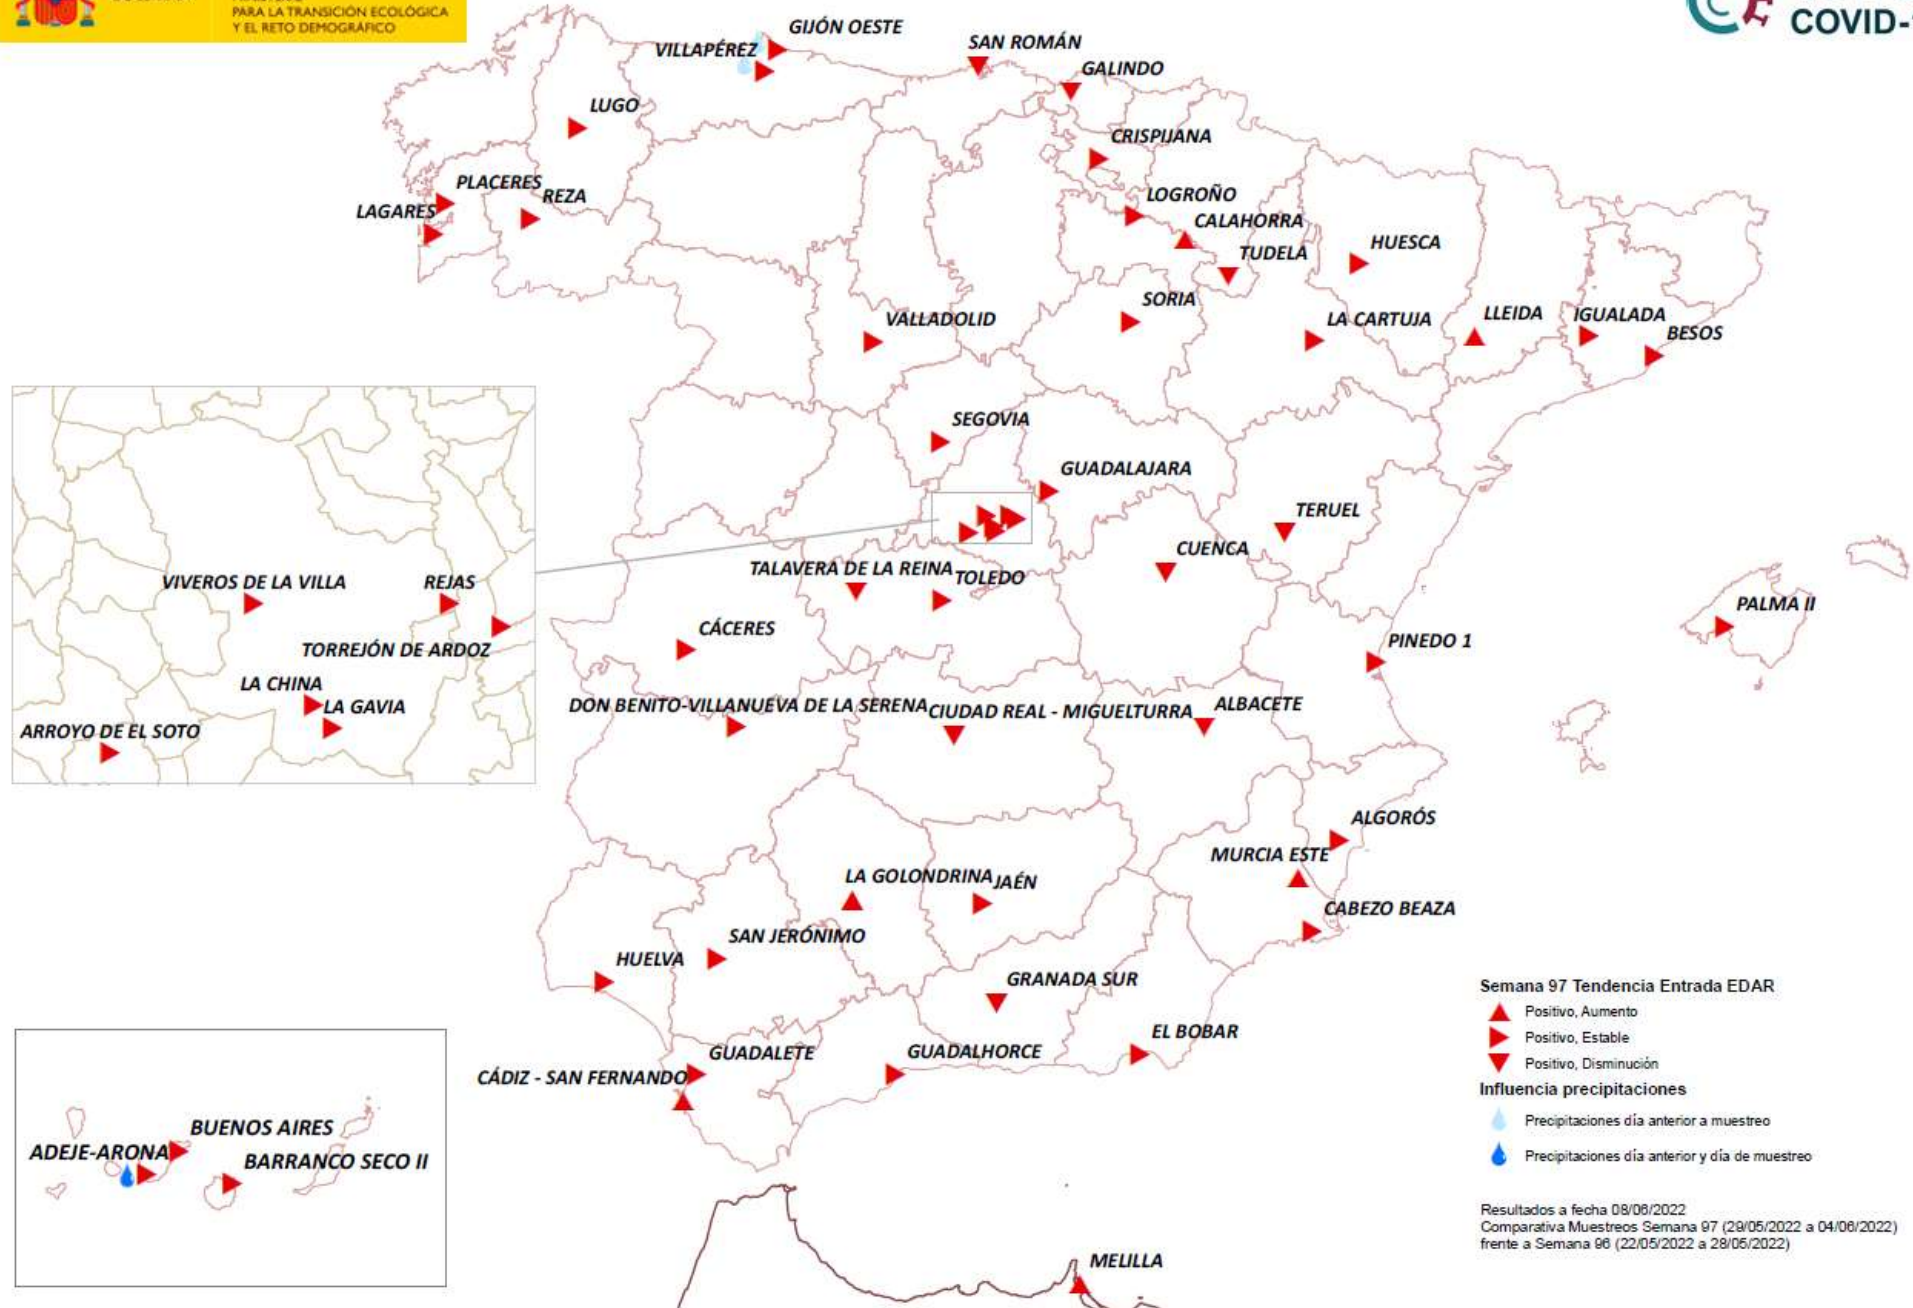 PARA LA TRANSICIÓN ECOLÓGICA
Y EL RETO DEMOGRÁFICO
COVID-
GIJÓN OESTE
VILLAPÉREZ
SAN ROMÁN
GALINDO
LUGO
CRISPIJANA
PLACERES
REZA
LAGARES
LOGROÑO
CALAHORRA
TUDELA
HUESCA
SORIA
VALLADOLID
LA CARTUJA
LLEIDA
IGUALADA
BESOS
SEGOVIA
GUADALAJARA
TERUEL
CUENCA
TALAVERA DE LA REINA
TOLEDO
VIVEROS DE LA VILLA
REJAS
TORREJÓN DE ARDOZ
LA CHINA
LA GAVIA
ARROYO DE EL SOTO
CÁCERES
PALMA II
PINEDO 1
DON BENITO-VILLANUEVA DE LA SERENA
CIUDAD REAL - MIGUELTURRA
ALBACETE
ALGORÓS
MURCIA ESTE
LA GOLONDRINA
JAÉN
CABEZO BEAZA
SAN JERÓNIMO
HUELVA
GRANADA SUR
EL BOBAR
GUADALETE
GUADALHORCE
CÁDIZ - SAN FERNANDO
BUENOS AIRES
ADEJE-ARONA
BARRANCO SECO II
MELILLA
Semana 97 Tendencia Entrada EDAR
Positivo, Aumento
Positivo, Estable
Positivo, Disminución
Influencia precipitaciones
Precipitaciones día anterior a muestreo
Precipitaciones día anterior y día de muestreo
Resultados a fecha 08/06/2022
Comparativa Muestreos Semana 97 (29/05/2022 a 04/06/2022)
frente a Semana 96 (22/05/2022 a 28/05/2022)